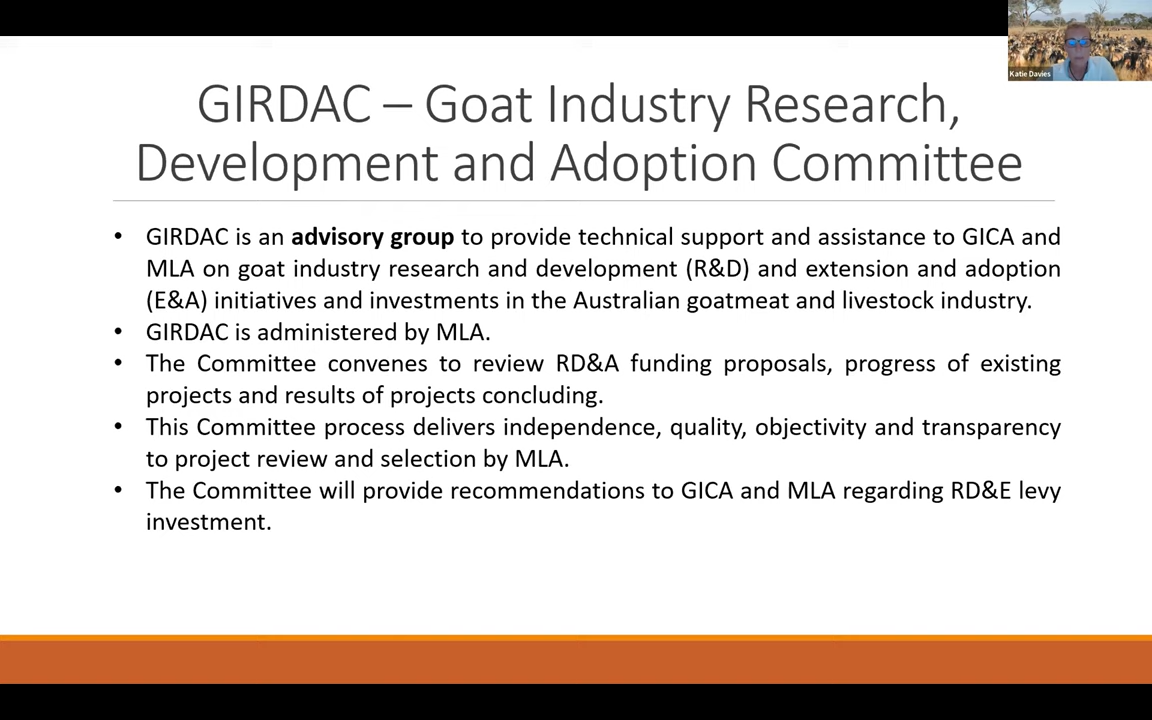 Katie Davies
GIRDAC – Goat Industry Research,
Development and Adoption Committee
• GIRDAC is an advisory group to provide technical support and assistance to GICA and
MLA on goat industry research and development (R&D) and extension and adoption
(E&A) initiatives and investments in the Australian goatmeat and livestock industry.
• GIRDAC is administered by MLA.
• The Committee convenes to review RD&A funding proposals, progress of existing
projects and results of projects concluding.
• This Committee process delivers independence, quality, objectivity and transparency
to project review and selection by MLA.
• The Committee will provide recommendations to GICA and MLA regarding RD&E levy
investment.